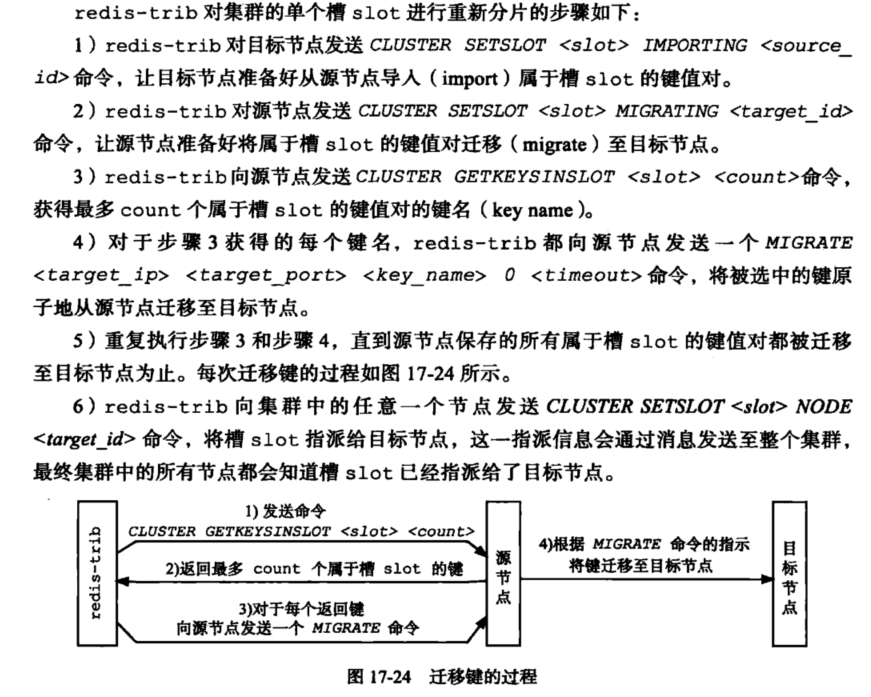 redis-trib 对集群的单个槽 slot 进行重新分片的步骤如下：
1）redis-trib 对目标节点发送 CLUSTER SETSLOT <slot> IMPORTING <source_
id> 命令，让目标节点准备好从源节点导入（import）属于槽 slot 的键值对。
2）redis-trib 对源节点发送 CLUSTER SETSLOT <slot> MIGRATING <target_id>
命令，让源节点准备好将属于槽 slot 的键值对迁移（migrate）至目标节点。
3）redis-trib 向源节点发送 CLUSTER GETKEYSINSLOT <slot> <count> 命令，
获得最多 count 个属于槽 slot 的键值对的键名（key name）。
4）对于步骤 3 获得的每个键名，redis-trib 都向源节点发送一个 MIGRATE
<target_ip> <target_port> <key_name> 0 <timeout> 命令，将被选中的键原
子地从源节点迁移至目标节点。
5）重复执行步骤 3 和步骤 4，直到源节点保存的所有属于槽 slot 的键值对都被迁移
至目标节点为止。每次迁移键的过程如图 17-24 所示。
6）redis-trib 向集群中的任意一个节点发送 CLUSTER SETSLOT <slot> NODE
<target_id> 命令，将槽 slot 指派给目标节点，这一指派信息会通过消息发送至整个集群，
最终集群中的所有节点都会知道槽 slot 已经指派给了目标节点。
redis-trib
1) 发送命令
CLUSTER GETKEYSINSLOT <slot> <count>
2)返回最多 count 个属于槽 slot 的键
3)对于每个返回键
向源节点发送一个 MIGRATE 命令
源节点
4)根据 MIGRATE 命令的指示
将键迁移至目标节点
目标节点
图 17-24 迁移键的过程